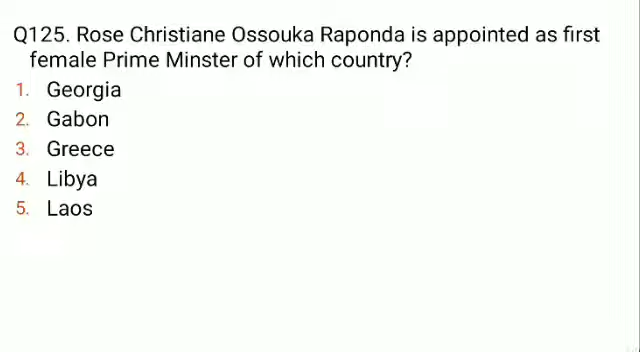 Q125. Rose Christiane Ossouka Raponda is appointed as first
female Prime Minster of which country?
1. Georgia
2. Gabon
3. Greece
4. Libya
5. Laos